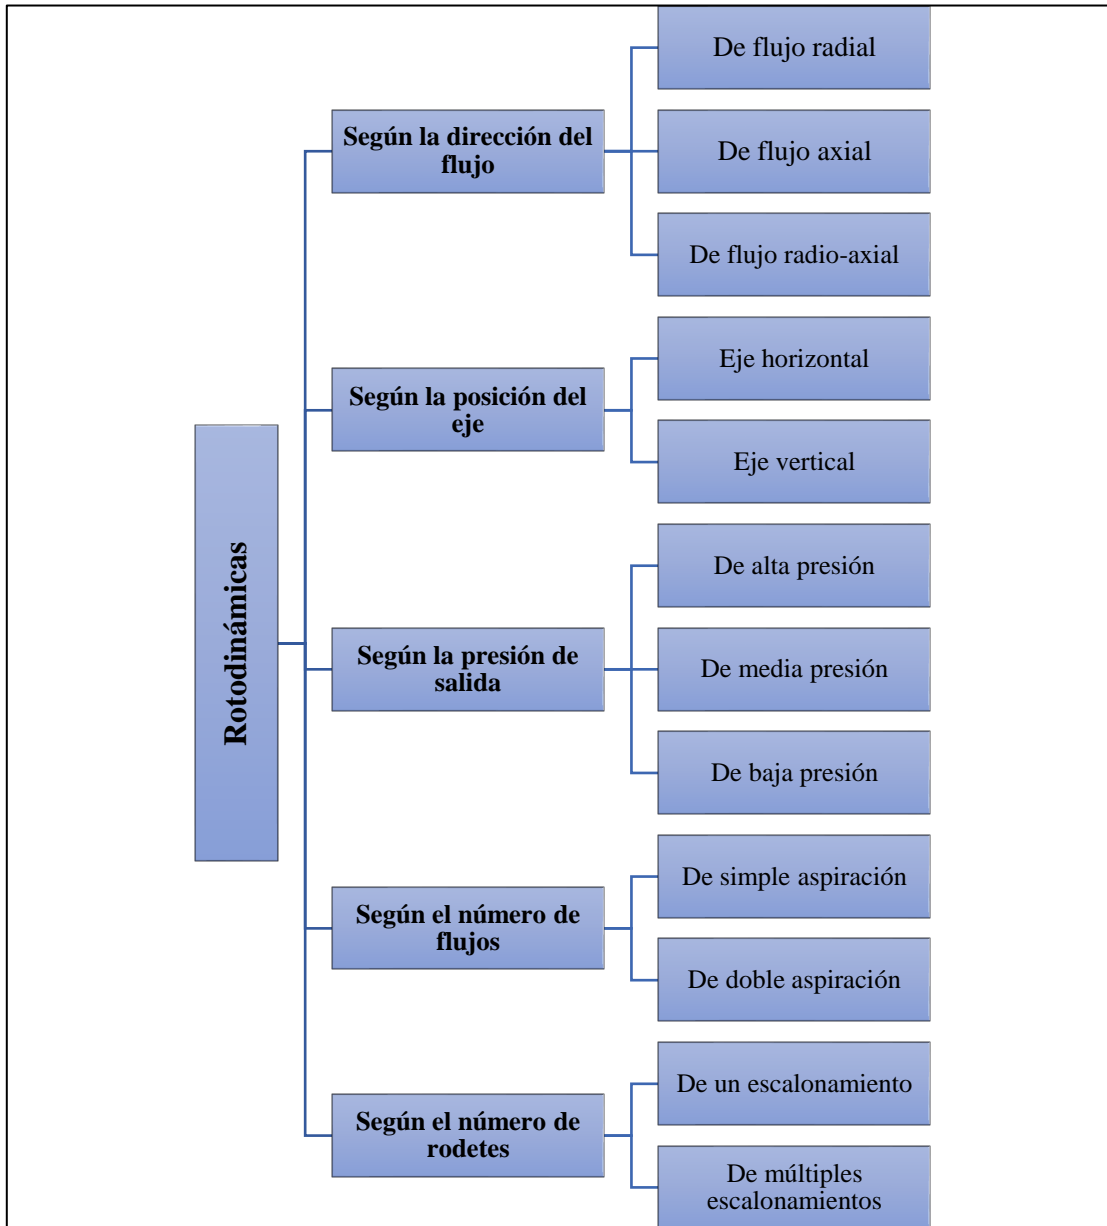 Rotodinámicas
Según la dirección del
flujo
De flujo radial
De flujo axial
De flujo radio-axial
Según la posición del
eje
Eje horizontal
Eje vertical
Según la presión de
salida
De alta presión
De media presión
De baja presión
Según el número de
flujos
De simple aspiración
De doble aspiración
Según el número de
rodetes
De un escalonamiento
De múltiples
escalonamientos